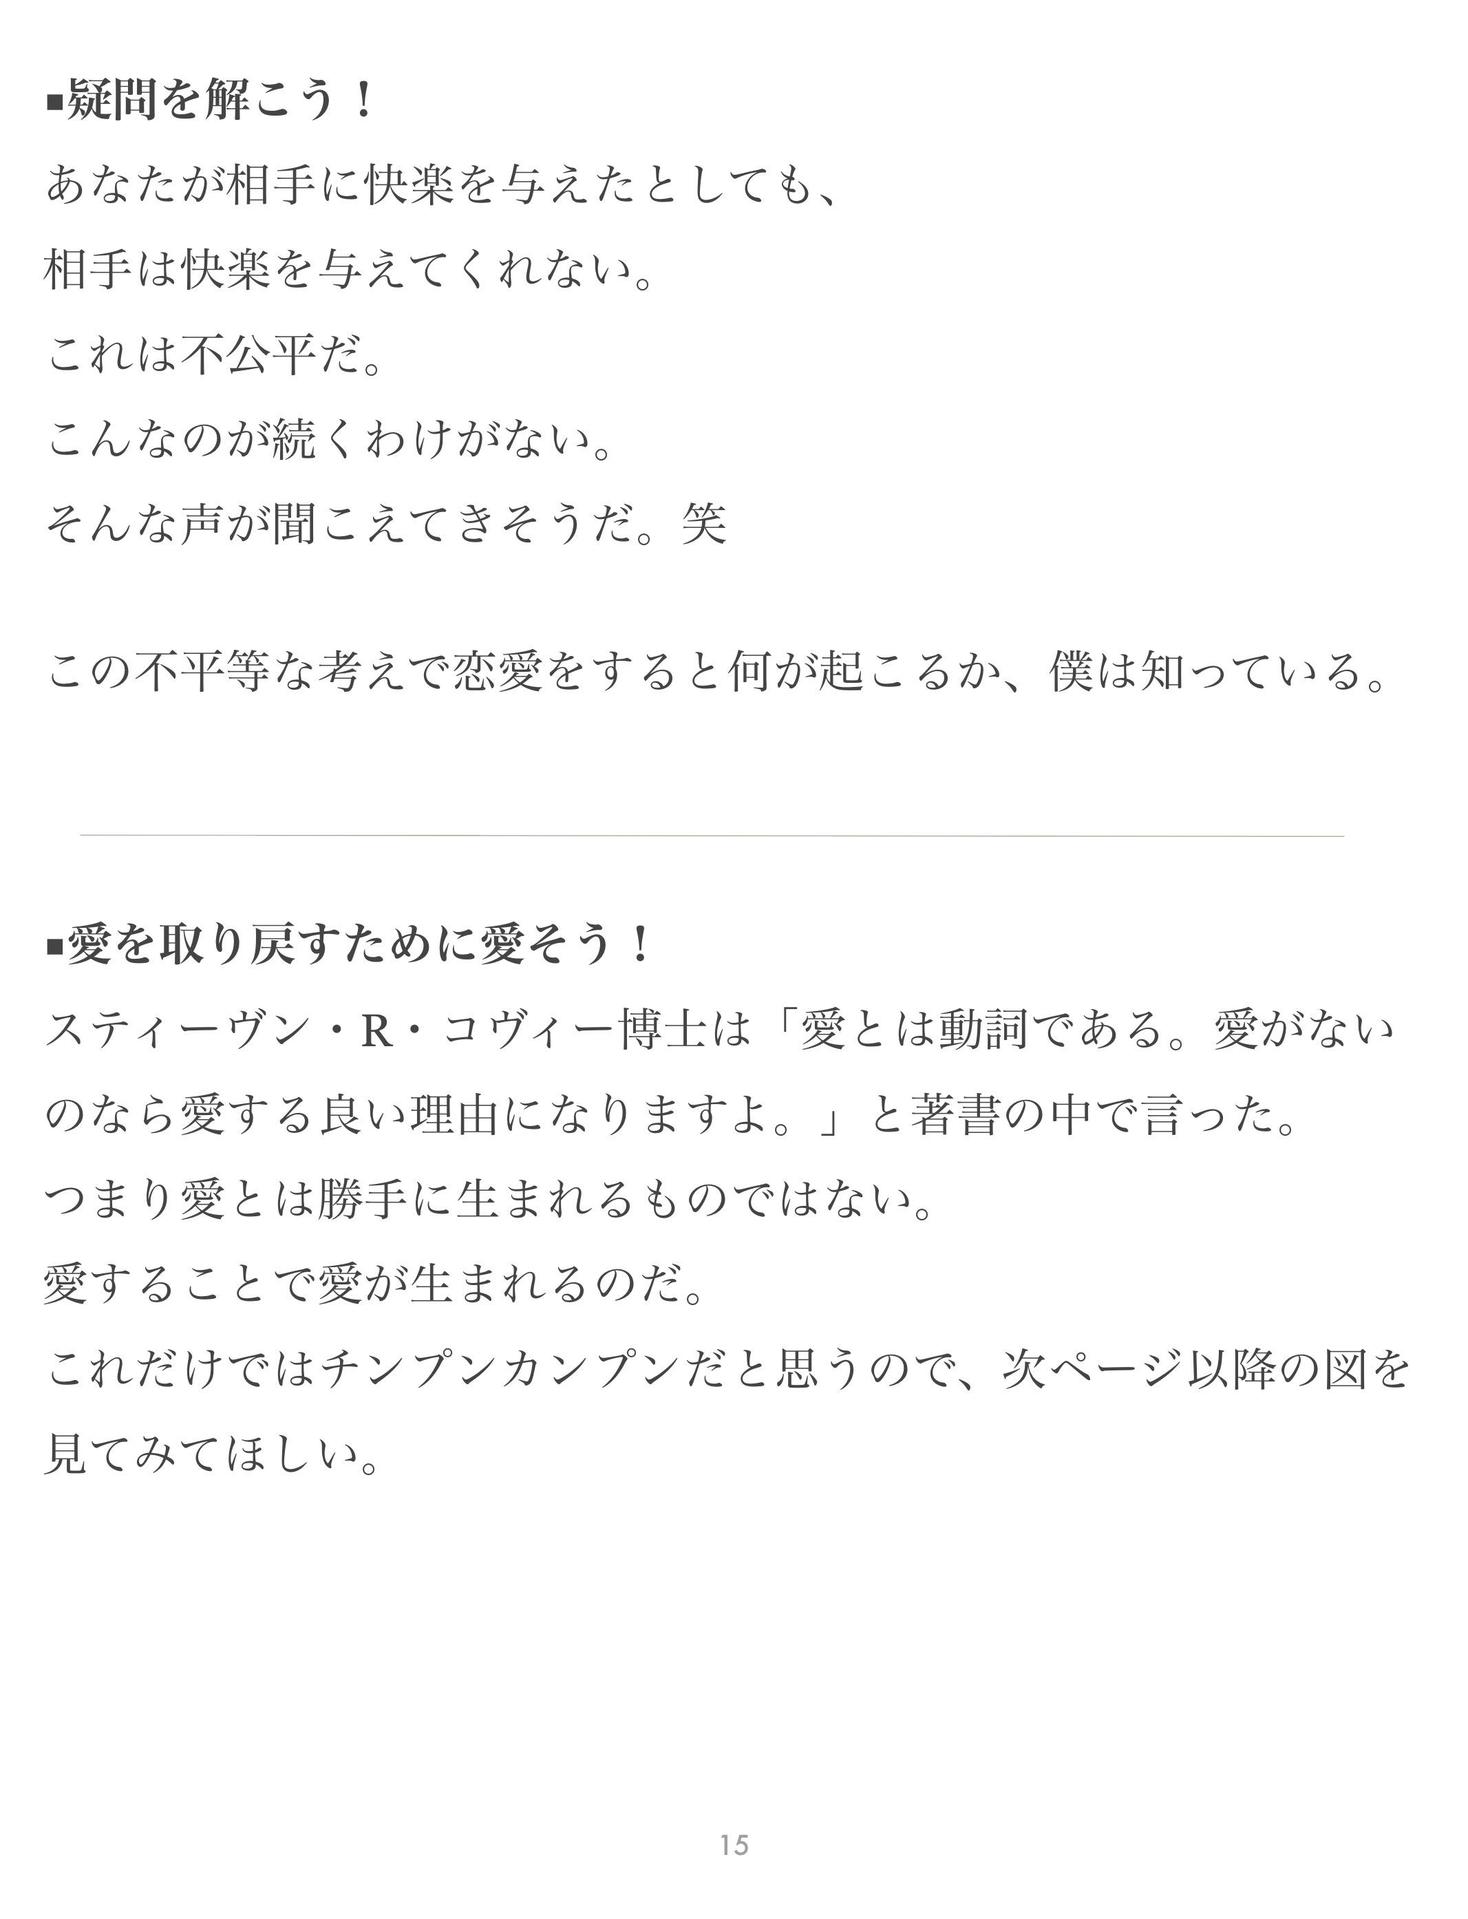 ▪疑問を解こう！
あなたが相手に快楽を与えたとしても、
相手は快楽を与えてくれない。
これは不公平だ。
こんなのが続くわけがない。
そんな声が聞こえてきそうだ。笑
この不平等な考えで恋愛をすると何が起こるか、僕は知っている。
▪愛を取り戻すために愛そう！
スティーヴン・R・コヴィー博士は「愛とは動詞である。愛がない
のなら愛する良い理由になりますよ。」と著書の中で言った。
つまり愛とは勝手に生まれるものではない。
愛することで愛が生まれるのだ。
これだけではチンプンカンプンだと思うので、次ページ以降の図を
見てみてほしい。
15